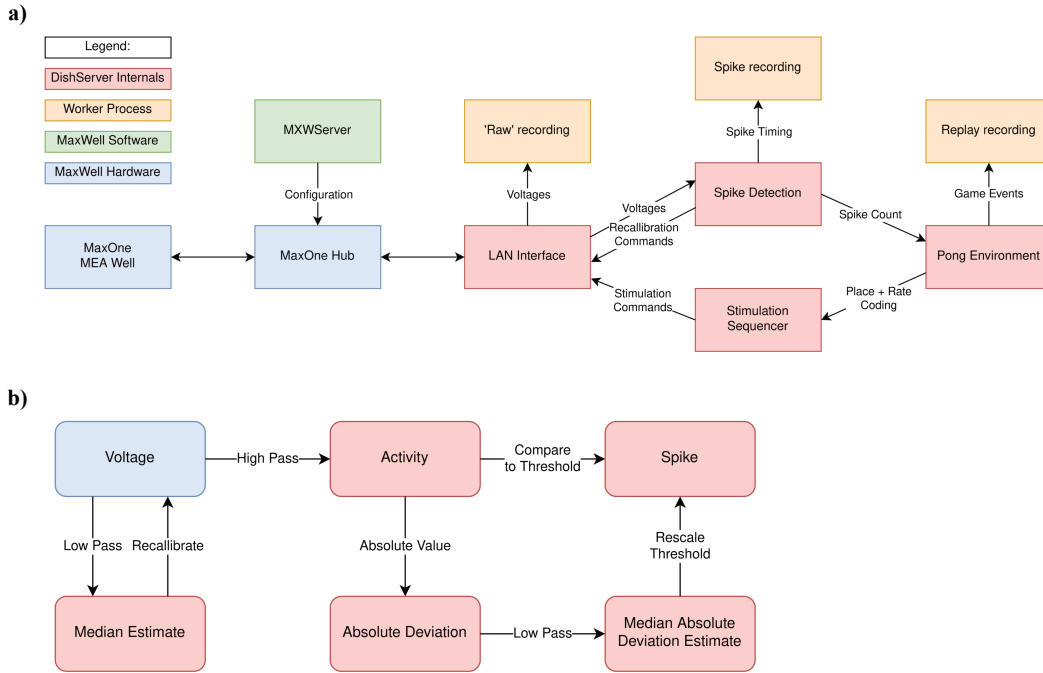 a)
Legend:
DishServer Internals
Worker Process
MaxWell Software
MaxWell Hardware
MXWServer
Configuration
'Raw' recording
Voltages
Spike recording
Spike Timing
Replay recording
Game Events
MaxOne
MEA Well
MaxOne Hub
LAN Interface
Voltages
Recallibration
Commands
Spike Detection
Spike Count
Pong Environment
Place + Rate
Coding
Stimulation
Commands
Stimulation
Sequencer
b)
Voltage
High Pass
Activity
Compare
to Threshold
Spike
Low Pass
Recallibrate
Absolute Value
Rescale
Threshold
Median Estimate
Absolute Deviation
Low Pass
Median Absolute
Deviation Estimate